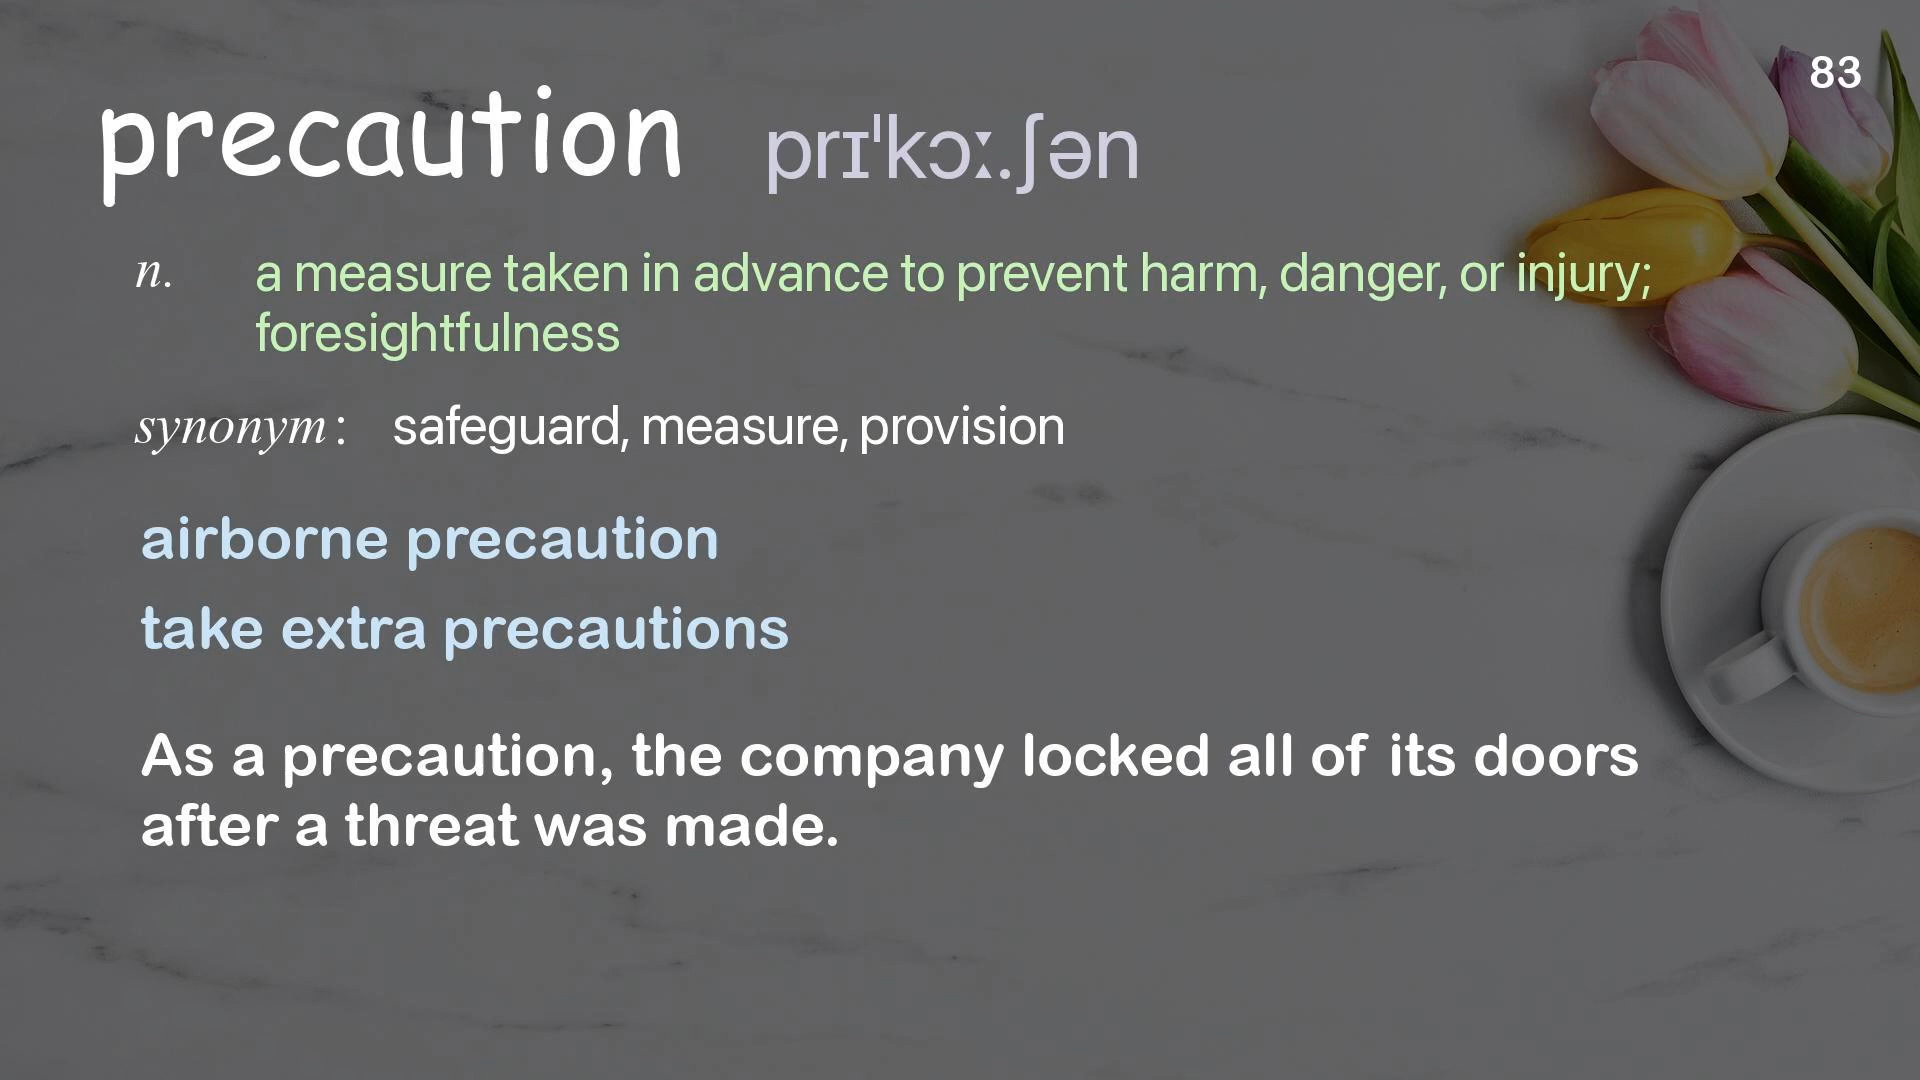 83
precaution prɪˈkɔː.ʃən
n. a measure taken in advance to prevent harm, danger, or injury;
foresightfulness
synonym: safeguard, measure, provision
airborne precaution
take extra precautions
As a precaution, the company locked all of its doors
after a threat was made.